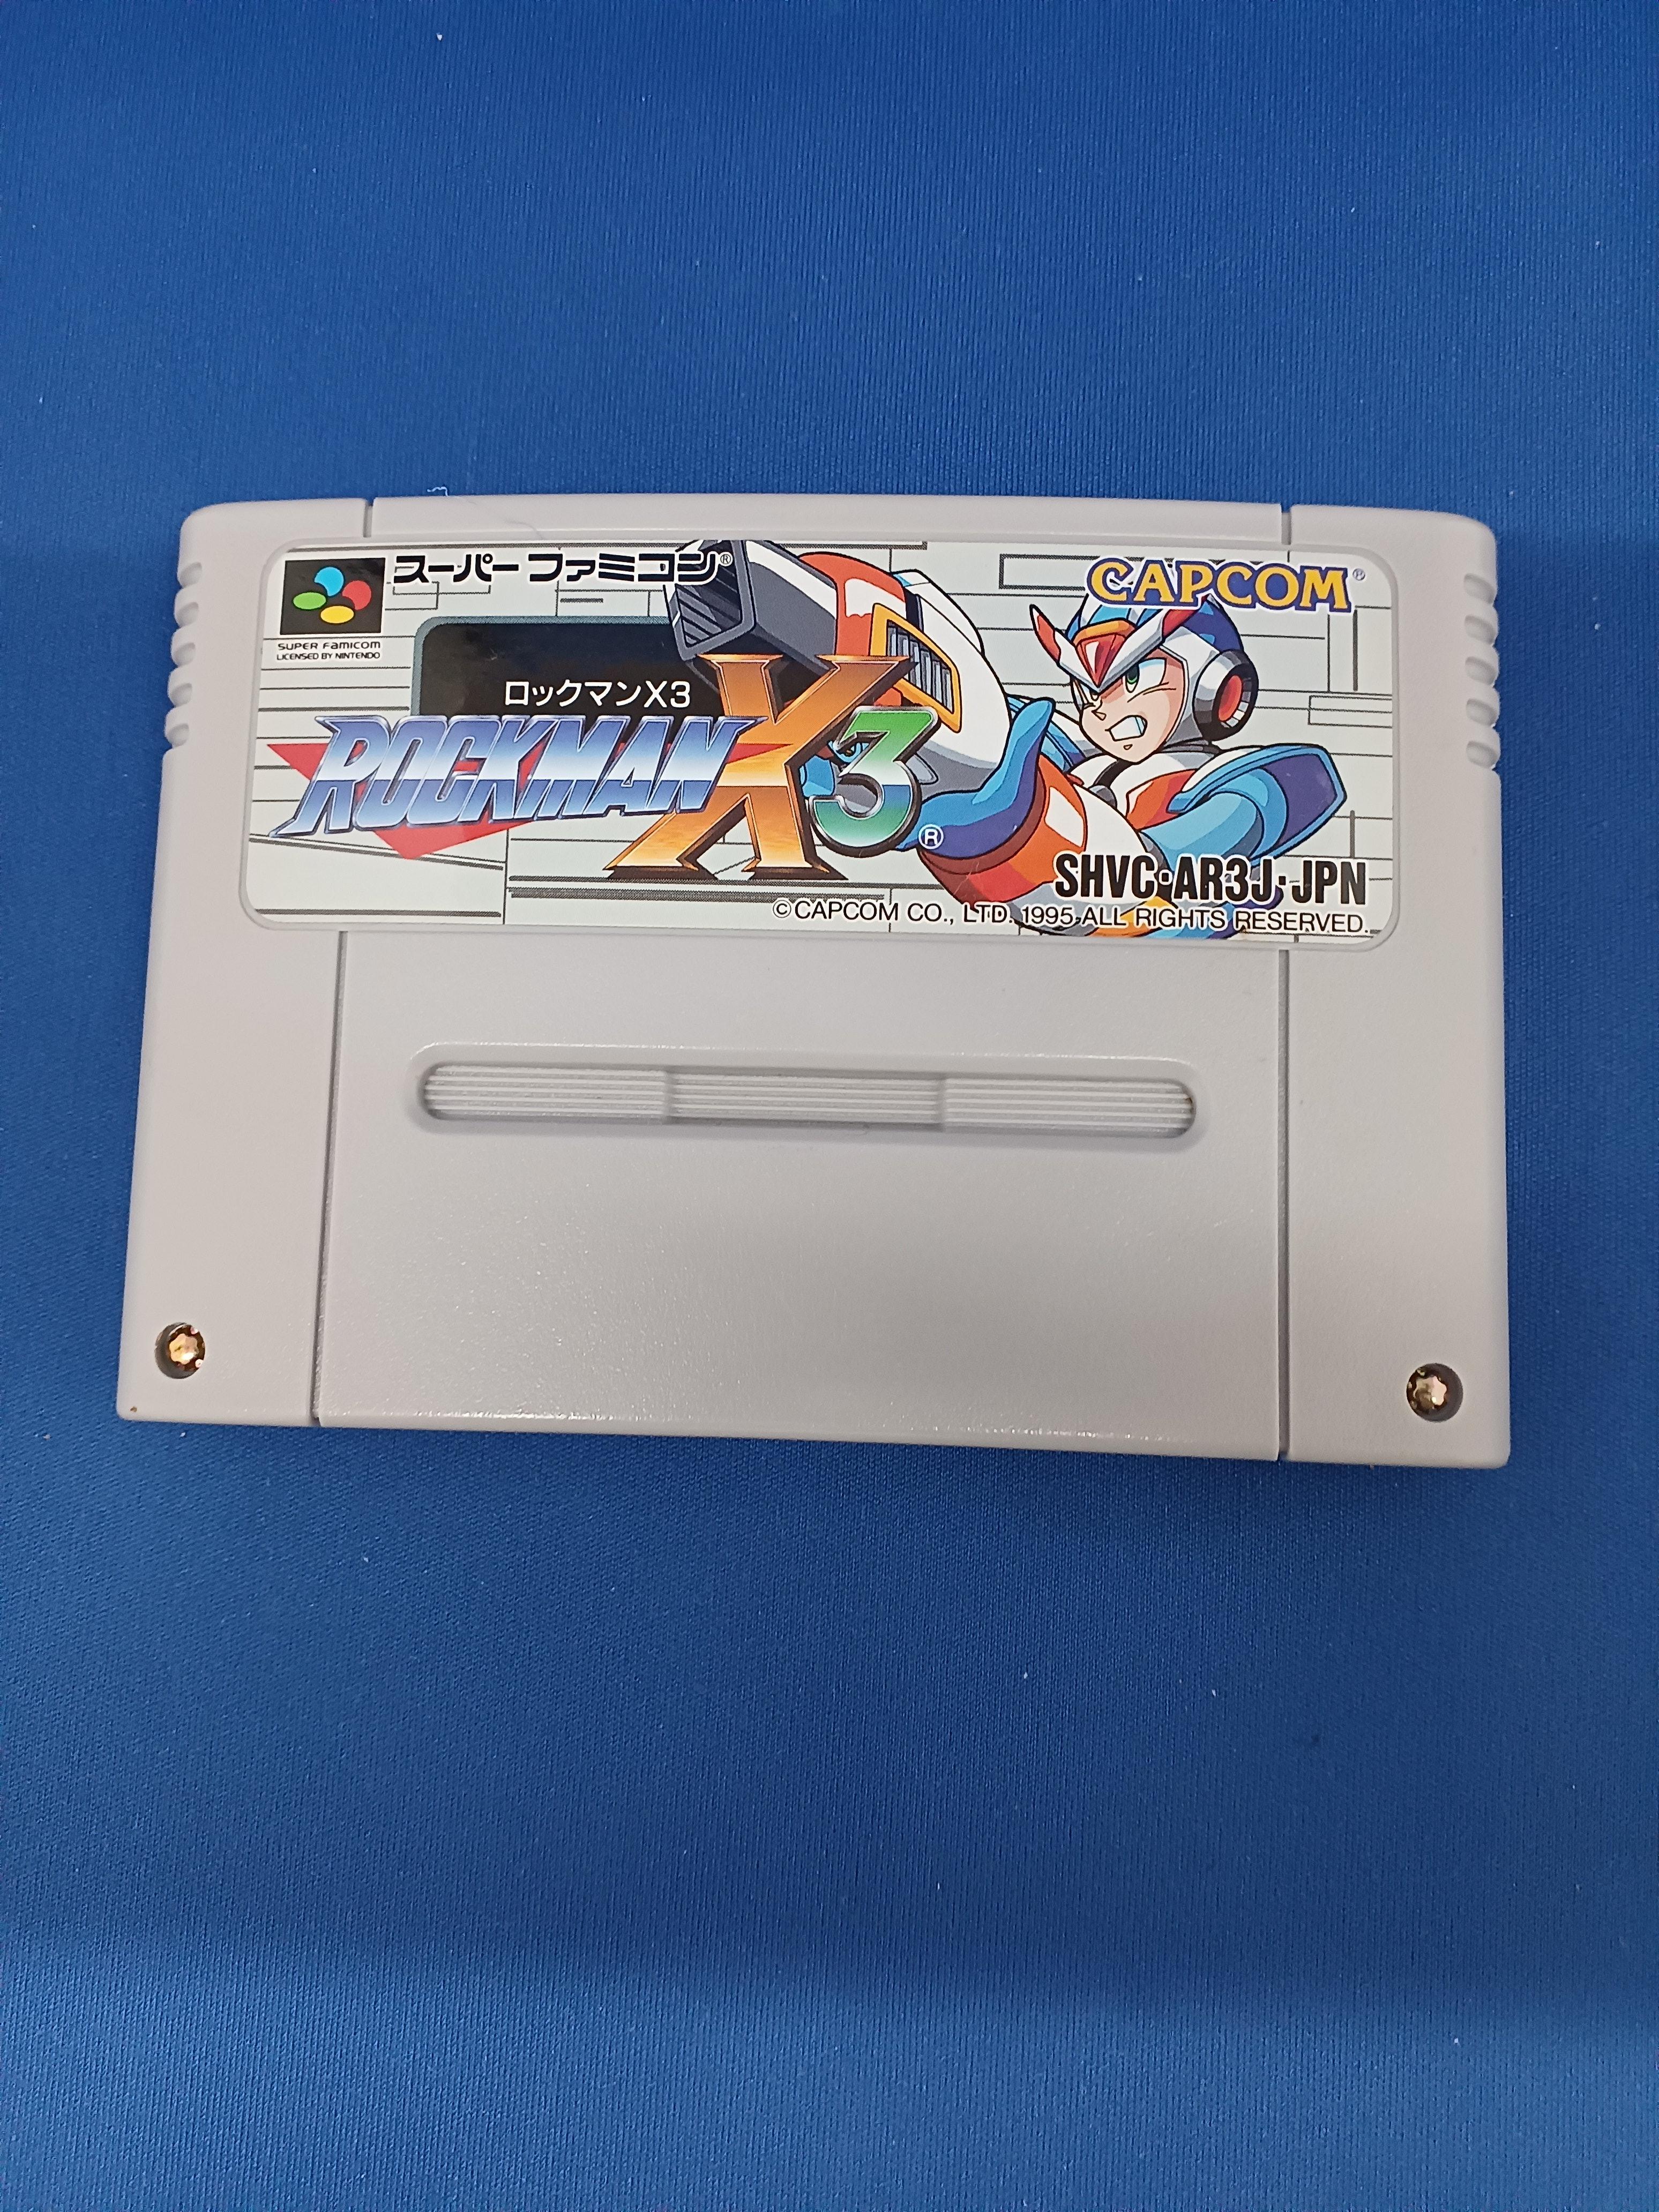 スーパーファミコン®
CAPCOM®
SUPER FAMICOM
LICENSED BY NINTENDO
ロックマンX3
ROCKMAN X3®
SHVC-AR3J-JPN
©CAPCOM CO., LTD. 1995 ALL RIGHTS RESERVED.